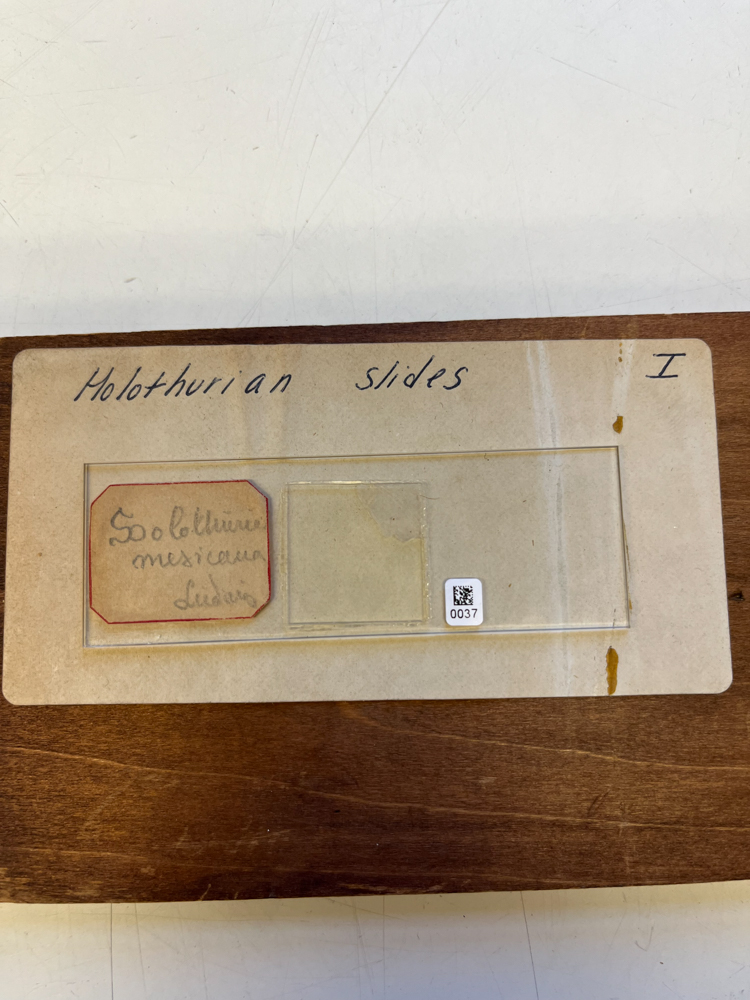 Holothurian slides I
Holothuria
mexicana
Ludwig
0037